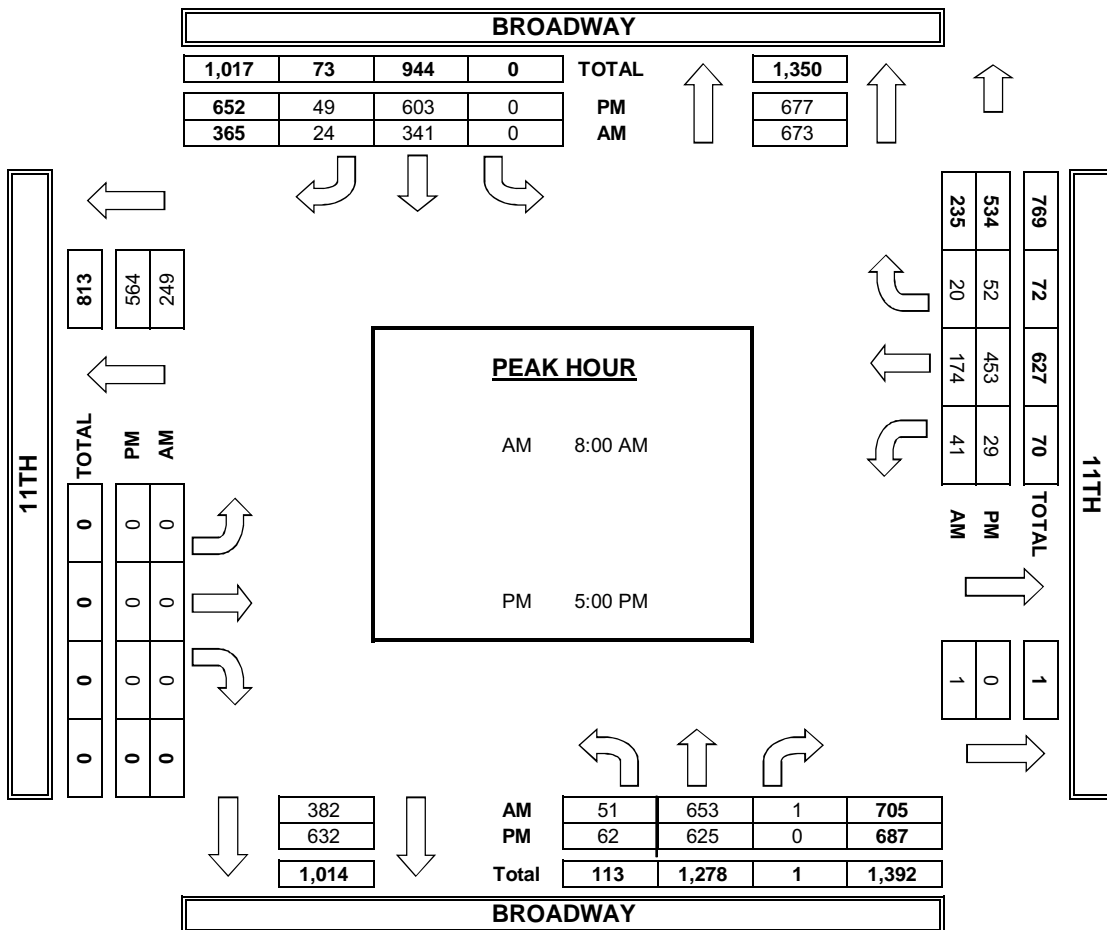 BROADWAY
1,017 73 944 0 TOTAL 1,350
652 49 603 0 PM 677
365 24 341 0 AM 673
11TH
813 564 249
TOTAL PM AM
0 0 0
0 0 0
0 0 0
0 0 0
PEAK HOUR
AM 8:00 AM
PM 5:00 PM
235 534 769
20 52 72
174 453 627
41 29 70
AM PM TOTAL
1 0 1
11TH
382 AM 51 653 1 705
632 PM 62 625 0 687
1,014 Total 113 1,278 1 1,392
BROADWAY